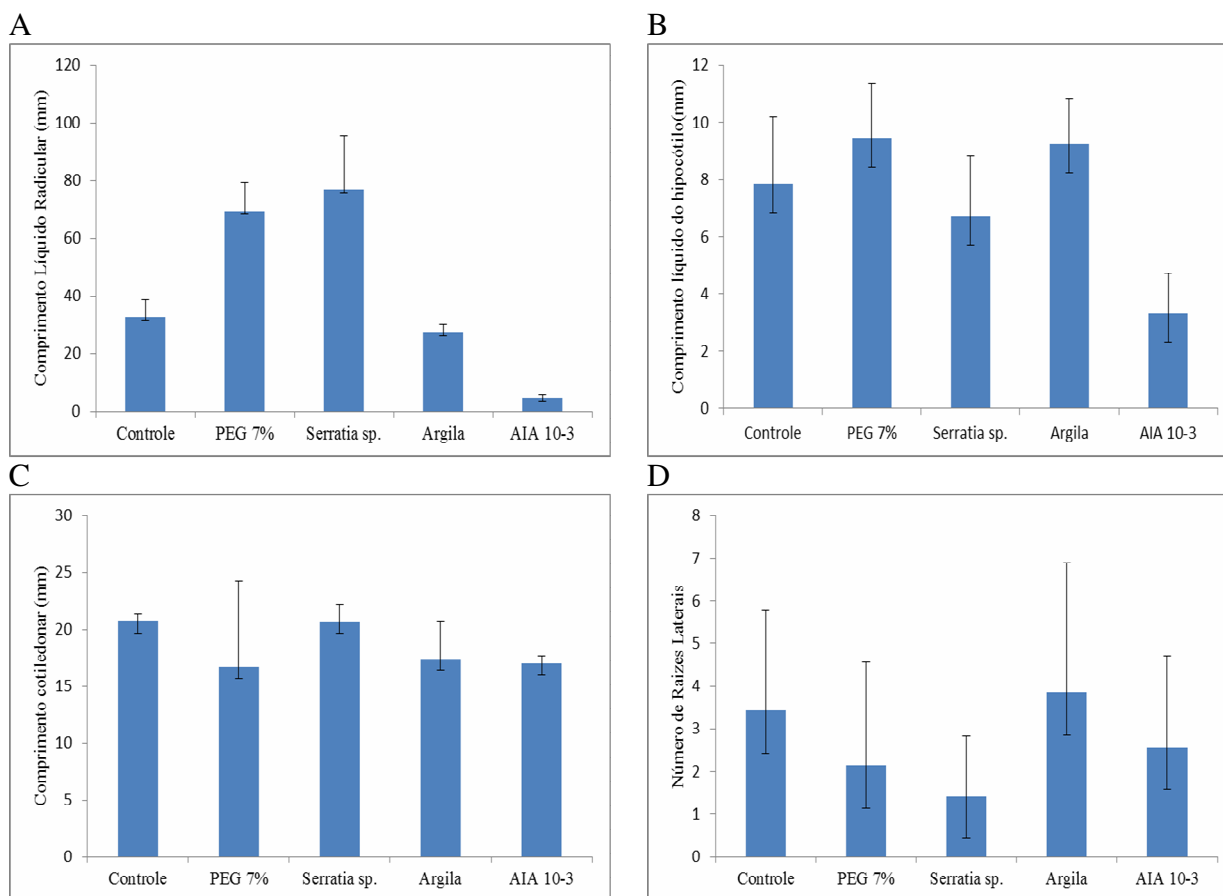 A
Comprimento Líquido Radicular (mm)
120
100
80
60
40
20
0
Controle PEG 7% Serratia sp. Argila AIA 10-3
B
Comprimento líquido do hipocótilo(mm)
12
10
8
6
4
2
0
Controle PEG 7% Serratia sp. Argila AIA 10-3
C
Comprimento cotiledonar (mm)
30
25
20
15
10
5
0
Controle PEG 7% Serratia sp. Argila AIA 10-3
D
Número de Raizes Laterais
8
7
6
5
4
3
2
1
0
Controle PEG 7% Serratia sp. Argila AIA 10-3